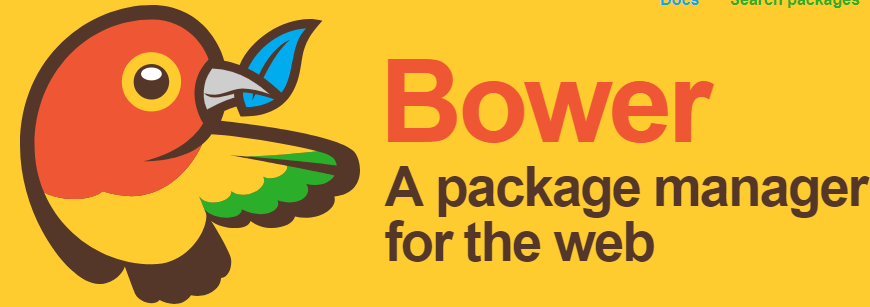 Docs Search packages
Bower
A package manager
for the web